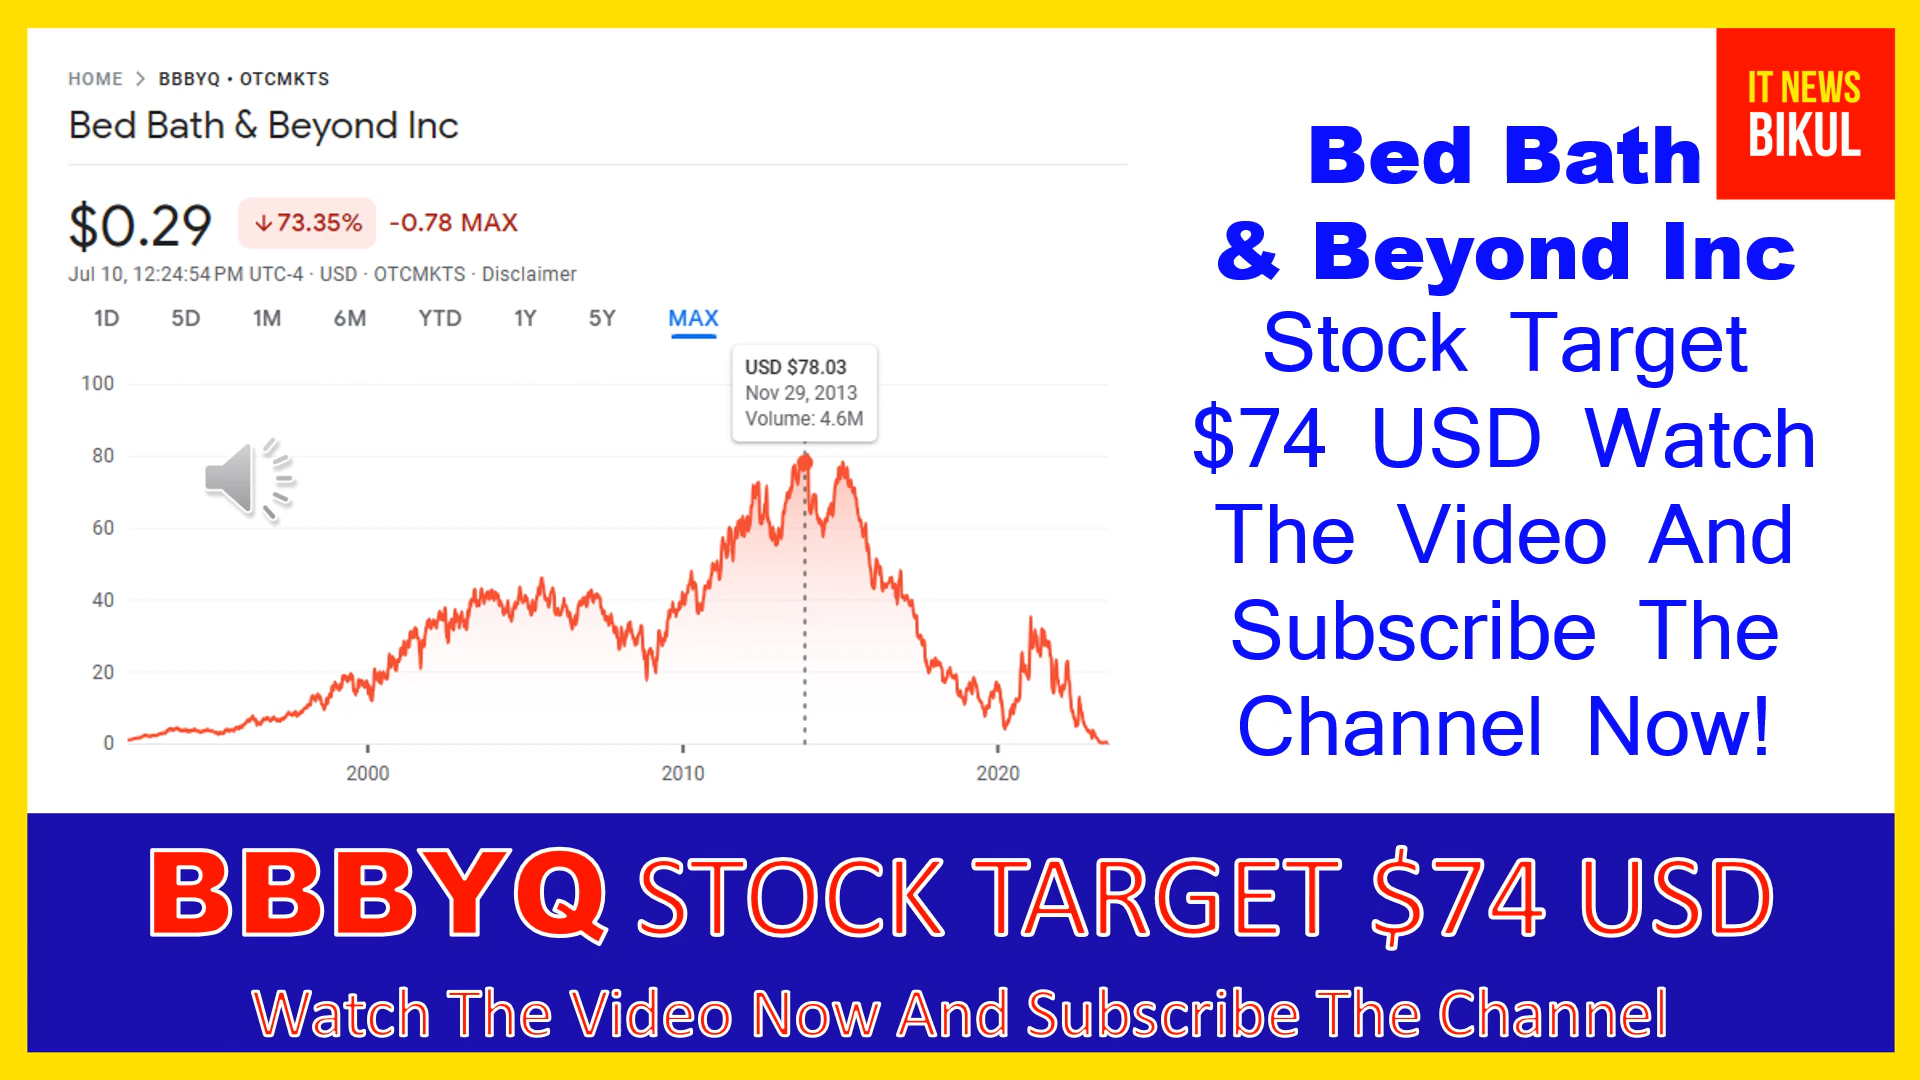 HOME > BBBYQ • OTCMKTS
Bed Bath & Beyond Inc
$0.29 ↓73.35% -0.78 MAX
Jul 10, 12:24:54 PM UTC-4 · USD · OTCMKTS · Disclaimer
1D 5D 1M 6M YTD 1Y 5Y MAX
USD $78.03
Nov 29, 2013
Volume: 4.6M
100
80
60
40
20
0
2000 2010 2020
IT NEWS
BIKUL
Bed Bath
& Beyond Inc
Stock Target
$74 USD Watch
The Video And
Subscribe The
Channel Now!
BBBYQ STOCK TARGET $74 USD
Watch The Video Now And Subscribe The Channel